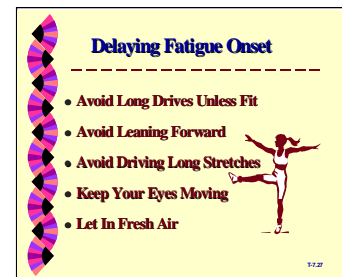 Delaying Fatigue Onset
• Avoid Long Drives Unless Fit
• Avoid Leaning Forward
• Avoid Driving Long Stretches
• Keep Your Eyes Moving
• Let In Fresh Air
T-7.27